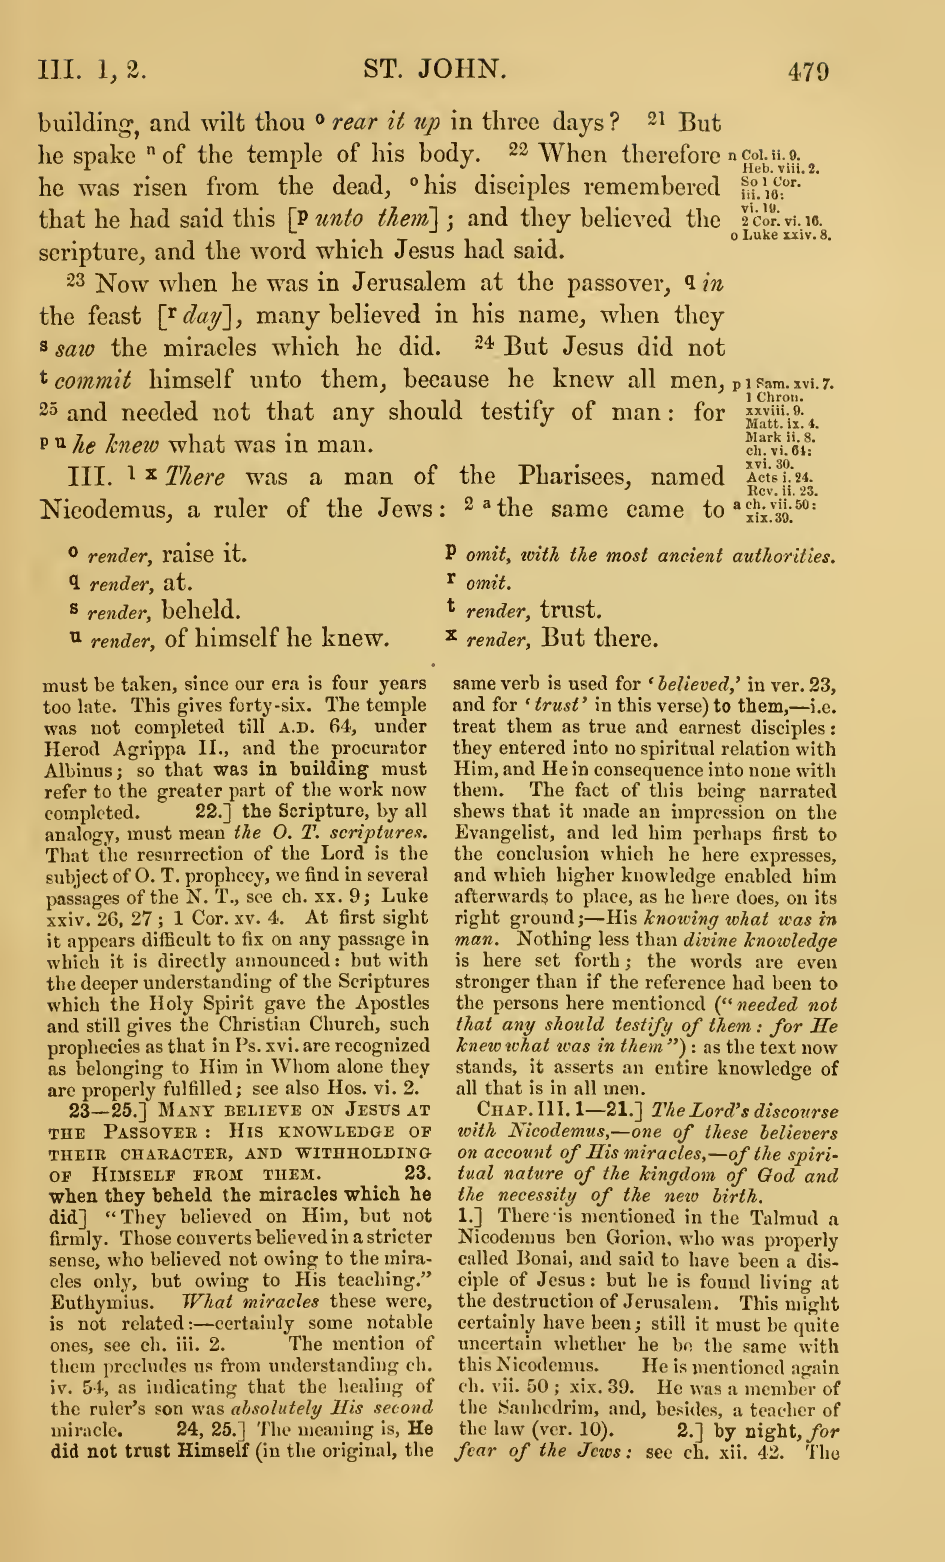 III. 1, 2. ST. JOHN. 479
building, and wilt thou o rear it up in three days ? 21 But
he spake n of the temple of his body. 22 When therefore
he was risen from the dead, o his disciples remembered
that he had said this [p unto them] ; and they believed the
scripture, and the word which Jesus had said.
23 Now when he was in Jerusalem at the passover, q in
the feast [r day], many believed in his name, when they
s saw the miracles which he did. 24 But Jesus did not
t commit himself unto them, because he knew all men,
25 and needed not that any should testify of man : for
p u he knew what was in man.
III. 1 x There was a man of the Pharisees, named
Nicodemus, a ruler of the Jews : 2 a the same came to
n Col. ii. 9.
Heb. viii. 2.
So 1 Cor.
iii. 16:
vi. 19.
2 Cor. vi. 16.
o Luke xxiv. 8.
p 1 Sam. xvi. 7.
1 Chron.
xxviii. 9.
Matt. ix. 4.
Mark ii. 8.
ch. vi. 64:
xvi. 30.
Acts i. 24.
Rev. ii. 23.
a ch. vii. 50:
xix. 39.
o render, raise it.
q render, at.
s render, beheld.
u render, of himself he knew.
p omit, with the most ancient authorities.
r omit.
t render, trust.
x render, But there.
must be taken, since our era is four years
too late. This gives forty-six. The temple
was not completed till A.D. 64, under
Herod Agrippa II., and the procurator
Albinus; so that was in building must
refer to the greater part of the work now
completed. 22.] the Scripture, by all
analogy, must mean the O. T. scriptures.
That the resurrection of the Lord is the
subject of O. T. prophecy, we find in several
passages of the N. T., see ch. xx. 9; Luke
xxiv. 26, 27 ; 1 Cor. xv. 4. At first sight
it appears difficult to fix on any passage in
which it is directly announced: but with
the deeper understanding of the Scriptures
which the Holy Spirit gave the Apostles
and still gives the Christian Church, such
prophecies as that in Ps. xvi. are recognized
as belonging to Him in Whom alone they
are properly fulfilled; see also Hos. vi. 2.
23—25.] MANY BELIEVE ON JESUS AT
THE PASSOVER : HIS KNOWLEDGE OF
THEIR CHARACTER, AND WITHHOLDING
OF HIMSELF FROM THEM. 23.
when they beheld the miracles which he
did] “They believed on Him, but not
firmly. Those converts believed in a stricter
sense, who believed not owing to the mira-
cles only, but owing to His teaching.”
Euthymius. What miracles these were,
is not related:—certainly some notable
ones, see ch. iii. 2. The mention of
them precludes us from understanding ch.
iv. 54, as indicating that the healing of
the ruler's son was absolutely His second
miracle. 24, 25.] The meaning is, He
did not trust Himself (in the original, the
same verb is used for ‘believed,’ in ver. 23,
and for ‘trust’ in this verse) to them,—i.e.
treat them as true and earnest disciples:
they entered into no spiritual relation with
Him, and He in consequence into none with
them. The fact of this being narrated
shews that it made an impression on the
Evangelist, and led him perhaps first to
the conclusion which he here expresses,
and which higher knowledge enabled him
afterwards to place, as he here does, on its
right ground;—His knowing what was in
man. Nothing less than divine knowledge
is here set forth; the words are even
stronger than if the reference had been to
the persons here mentioned (“needed not
that any should testify of them: for He
knew what was in them”): as the text now
stands, it asserts an entire knowledge of
all that is in all men.
CHAP. III. 1—21.] The Lord's discourse
with Nicodemus,—one of these believers
on account of His miracles,—of the spiri-
tual nature of the kingdom of God and
the necessity of the new birth.
1.] There is mentioned in the Talmud a
Nicodemus ben Gorion, who was properly
called Bonai, and said to have been a dis-
ciple of Jesus: but he is found living at
the destruction of Jerusalem. This might
certainly have been; still it must be quite
uncertain whether he be the same with
this Nicodemus. He is mentioned again
ch. vii. 50 ; xix. 39. He was a member of
the Sanhedrim, and, besides, a teacher of
the law (ver. 10). 2.] by night, for
fear of the Jews: see ch. xii. 42. The